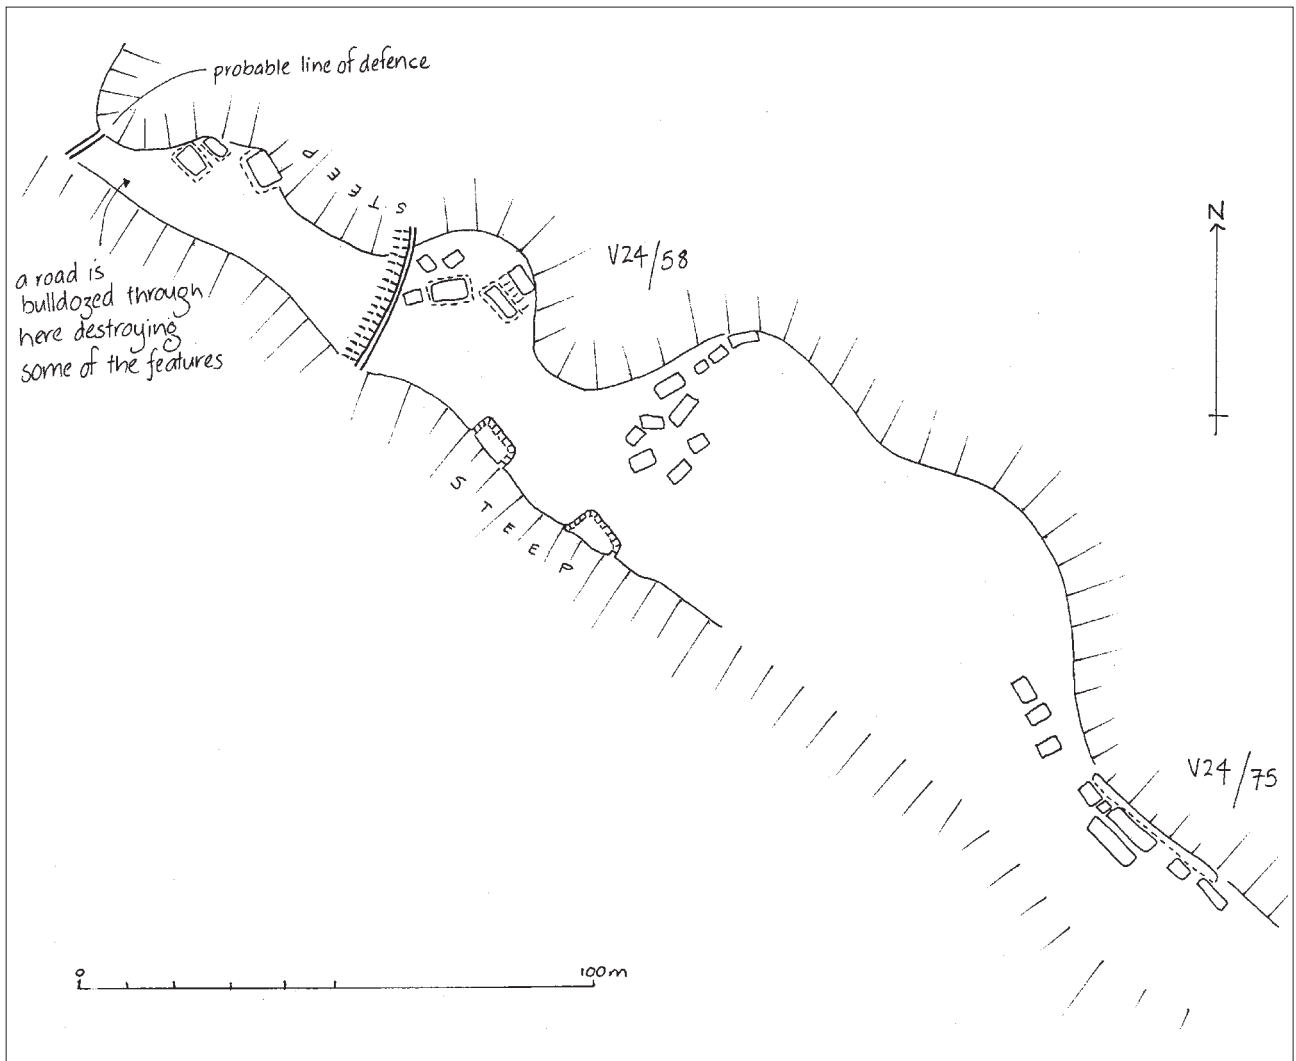 probable line of defence
STEEP
V24/58
N
a road is
bulldozed through
here destroying
some of the features
STEEP
V24/75
0 100m